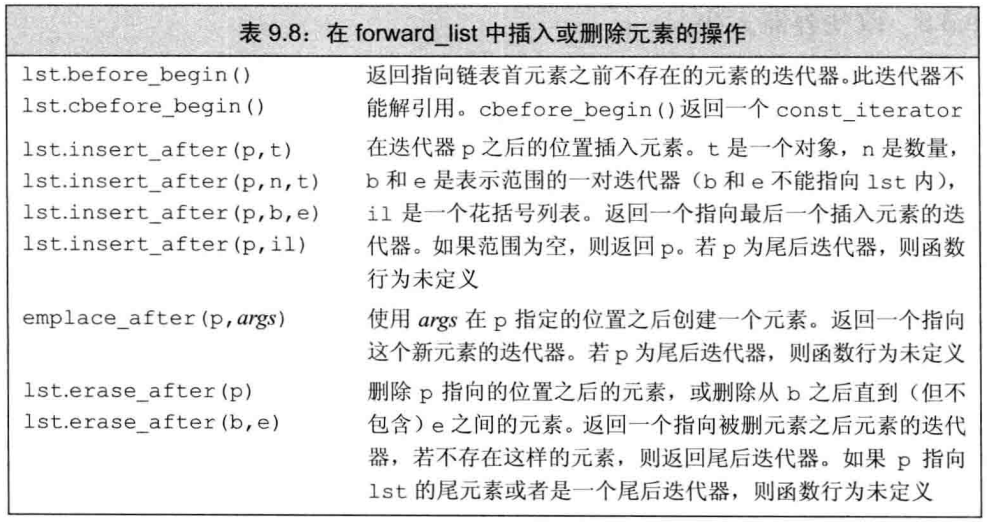 表 9.8：在 forward_list 中插入或删除元素的操作
lst.before_begin() 返回指向链表首元素之前不存在的元素的迭代器。此迭代器不
lst.cbefore_begin() 能解引用。cbefore_begin()返回一个 const_iterator
lst.insert_after(p,t) 在迭代器 p 之后的位置插入元素。t 是一个对象，n 是数量，
lst.insert_after(p,n,t) b 和 e 是表示范围的一对迭代器（b 和 e 不能指向 lst 内），
lst.insert_after(p,b,e) il 是一个花括号列表。返回一个指向最后一个插入元素的迭
lst.insert_after(p,il) 代器。如果范围为空，则返回 p。若 p 为尾后迭代器，则函数
行为未定义
emplace_after(p,args) 使用 args 在 p 指定的位置之后创建一个元素。返回一个指向
这个新元素的迭代器。若 p 为尾后迭代器，则函数行为未定义
lst.erase_after(p) 删除 p 指向的位置之后的元素，或删除从 b 之后直到（但不
lst.erase_after(b,e) 包含）e 之间的元素。返回一个指向被删元素之后元素的迭代
器，若不存在这样的元素，则返回尾后迭代器。如果 p 指向
lst 的尾元素或者是一个尾后迭代器，则函数行为未定义